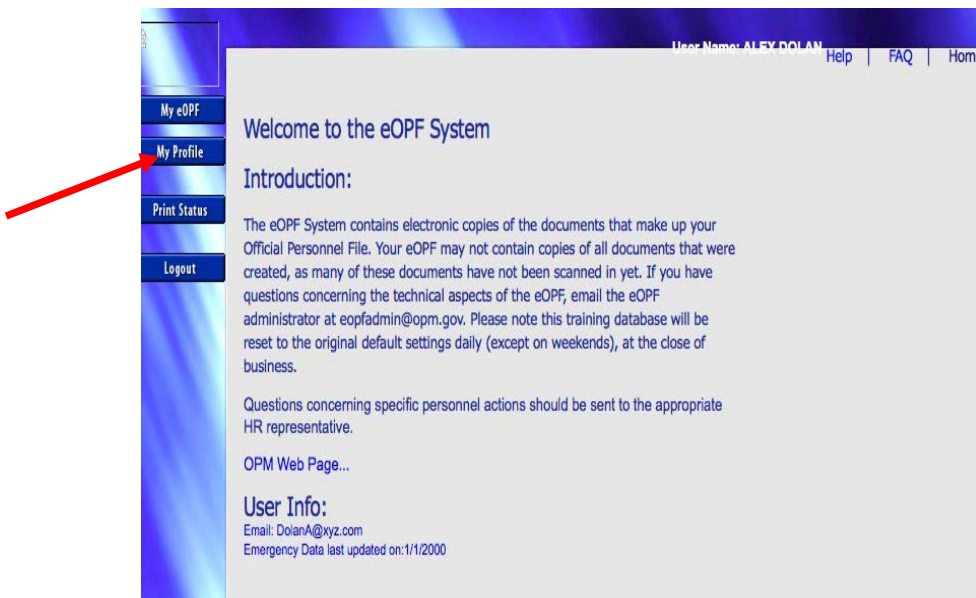 User Name: ALEX DOLAN
Help | FAQ | Hom
My eOPF
My Profile
Print Status
Logout
Welcome to the eOPF System
Introduction:
The eOPF System contains electronic copies of the documents that make up your
Official Personnel File. Your eOPF may not contain copies of all documents that were
created, as many of these documents have not been scanned in yet. If you have
questions concerning the technical aspects of the eOPF, email the eOPF
administrator at eopfadmin@opm.gov. Please note this training database will be
reset to the original default settings daily (except on weekends), at the close of
business.
Questions concerning specific personnel actions should be sent to the appropriate
HR representative.
OPM Web Page...
User Info:
Email: DolanA@xyz.com
Emergency Data last updated on:1/1/2000